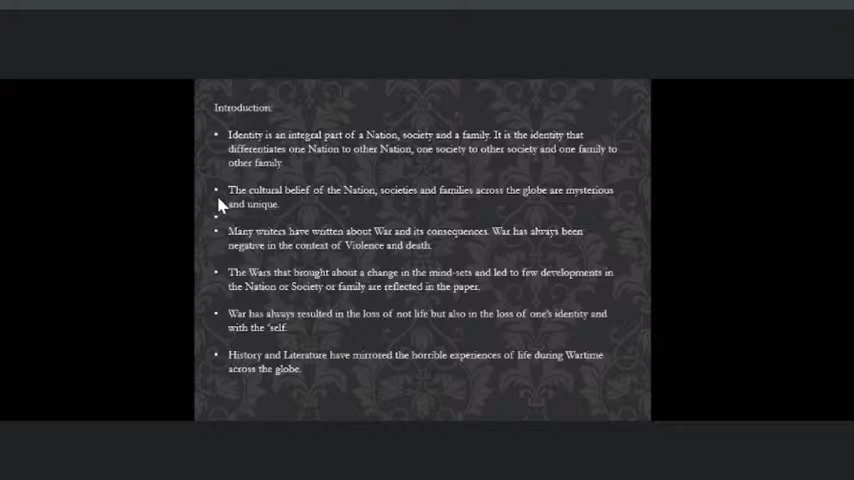 Introduction:
• Identity is an integral part of a Nation, society and a family. It is the identity that
differentiates one Nation to other Nation, one society to other society and one family to
other family.
• The cultural belief of the Nation, societies and families across the globe are mysterious
and unique.
•
• Many writers have written about War and its consequences. War has always been
negative in the context of Violence and death.
• The Wars that brought about a change in the mind-sets and led to few developments in
the Nation or Society or family are reflected in the paper.
• War has always resulted in the loss of not life but also in the loss of one's identity and
with the 'self.
• History and Literature have mirrored the horrible experiences of life during Wartime
across the globe.